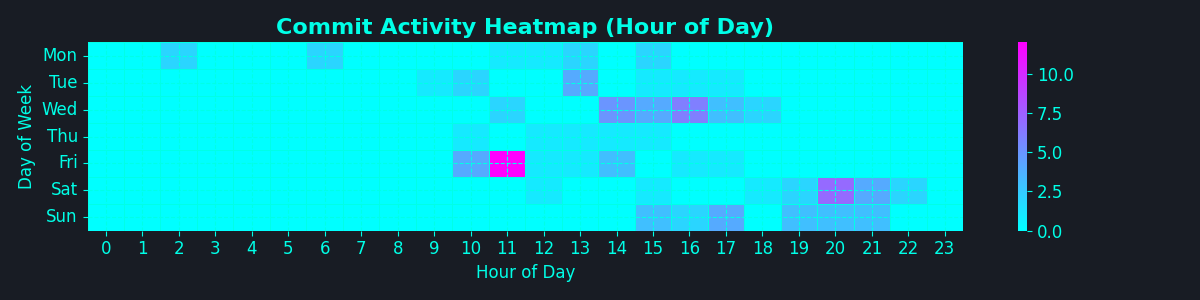 Commit Activity Heatmap (Hour of Day)
Day of Week
Mon
Tue
Wed
Thu
Fri
Sat
Sun
0 1 2 3 4 5 6 7 8 9 10 11 12 13 14 15 16 17 18 19 20 21 22 23
Hour of Day
10.0
7.5
5.0
2.5
0.0